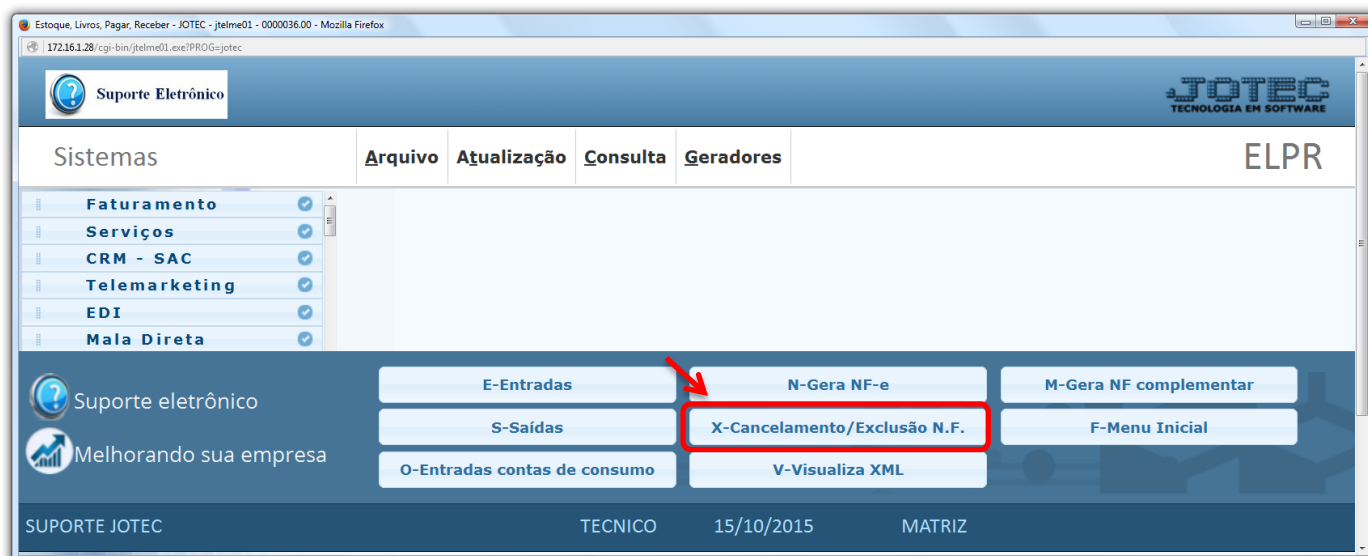 Estoque, Livros, Pagar, Receber - JOTEC - jtelme01 - 0000036.00 - Mozilla Firefox
172.16.1.28/cgi-bin/jtelme01.exe?PROG=jotec
Suporte Eletrônico
JOTEC
TECNOLOGIA EM SOFTWARE
Sistemas
Arquivo Atualização Consulta Geradores
ELPR
Faturamento
Serviços
CRM - SAC
Telemarketing
EDI
Mala Direta
Suporte eletrônico
Melhorando sua empresa
E-Entradas N-Gera NF-e M-Gera NF complementar
S-Saídas X-Cancelamento/Exclusão N.F. F-Menu Inicial
O-Entradas contas de consumo V-Visualiza XML
SUPORTE JOTEC TECNICO 15/10/2015 MATRIZ